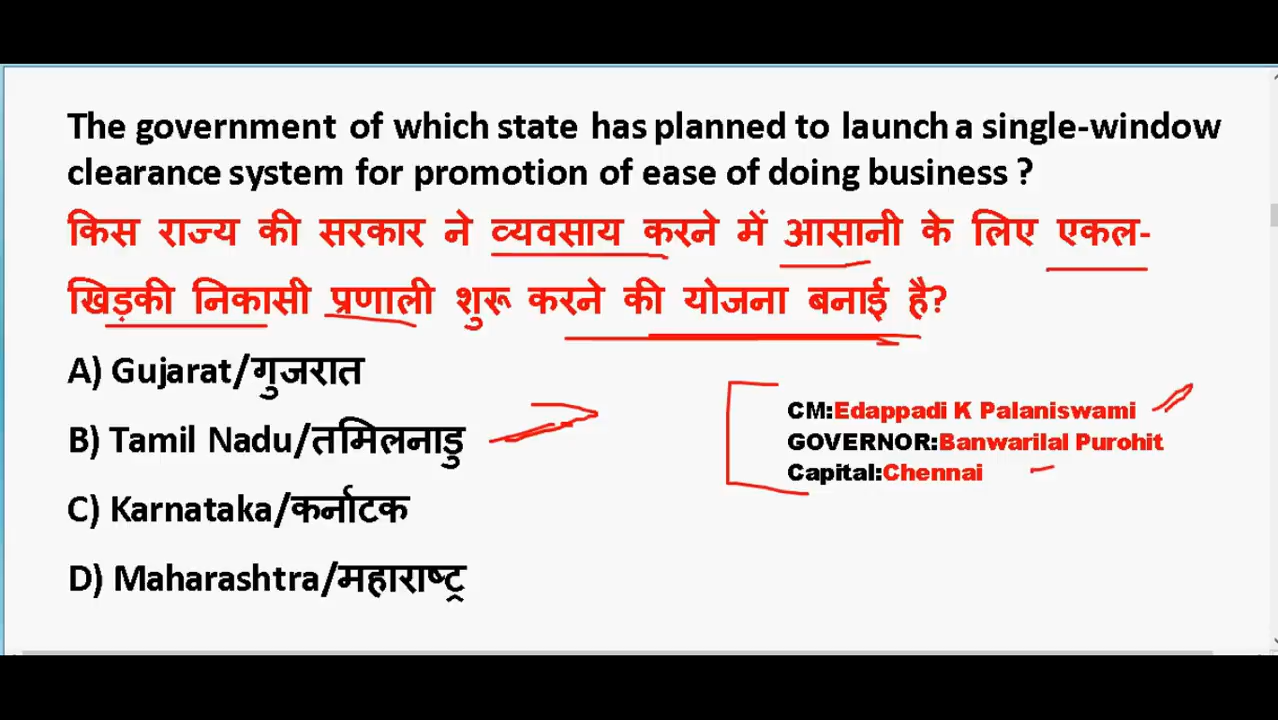 The government of which state has planned to launch a single-window
clearance system for promotion of ease of doing business ?
किस राज्य की सरकार ने व्यवसाय करने में आसानी के लिए एकल-
खिड़की निकासी प्रणाली शुरू करने की योजना बनाई है?
A) Gujarat/गुजरात
B) Tamil Nadu/तमिलनाडु
C) Karnataka/कर्नाटक
D) Maharashtra/महाराष्ट्र
CM:Edappadi K Palaniswami
GOVERNOR:Banwarilal Purohit
Capital:Chennai